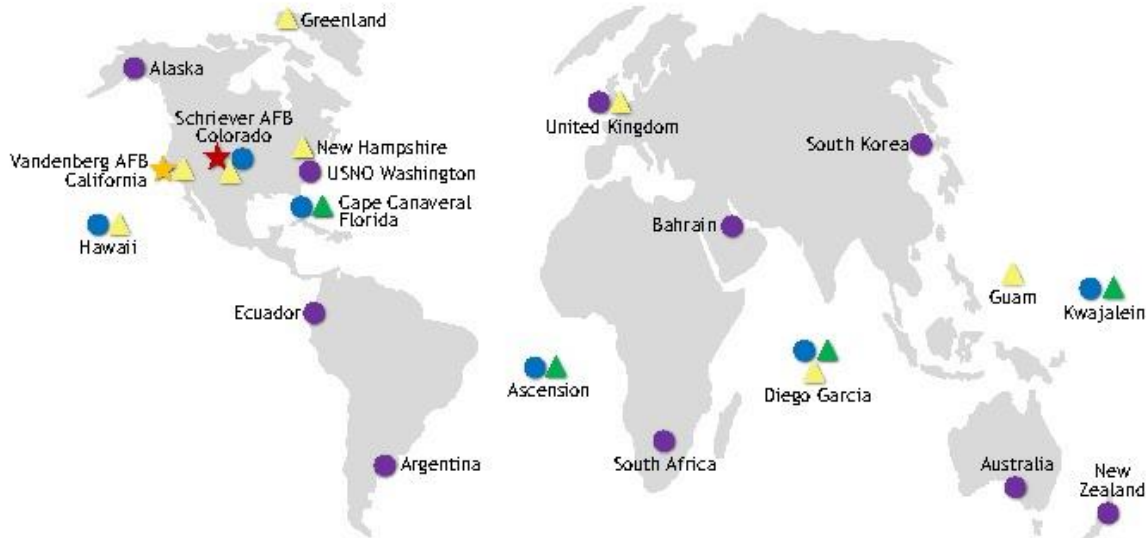 Greenland
Alaska
Schriever AFB
Colorado
New Hampshire
Vandenberg AFB
California
USNO Washington
Cape Canaveral
Florida
Hawaii
United Kingdom
South Korea
Bahrain
Ecuador
Guam
Kwajalein
Ascension
Diego Garcia
Argentina
South Africa
Australia
New
Zealand